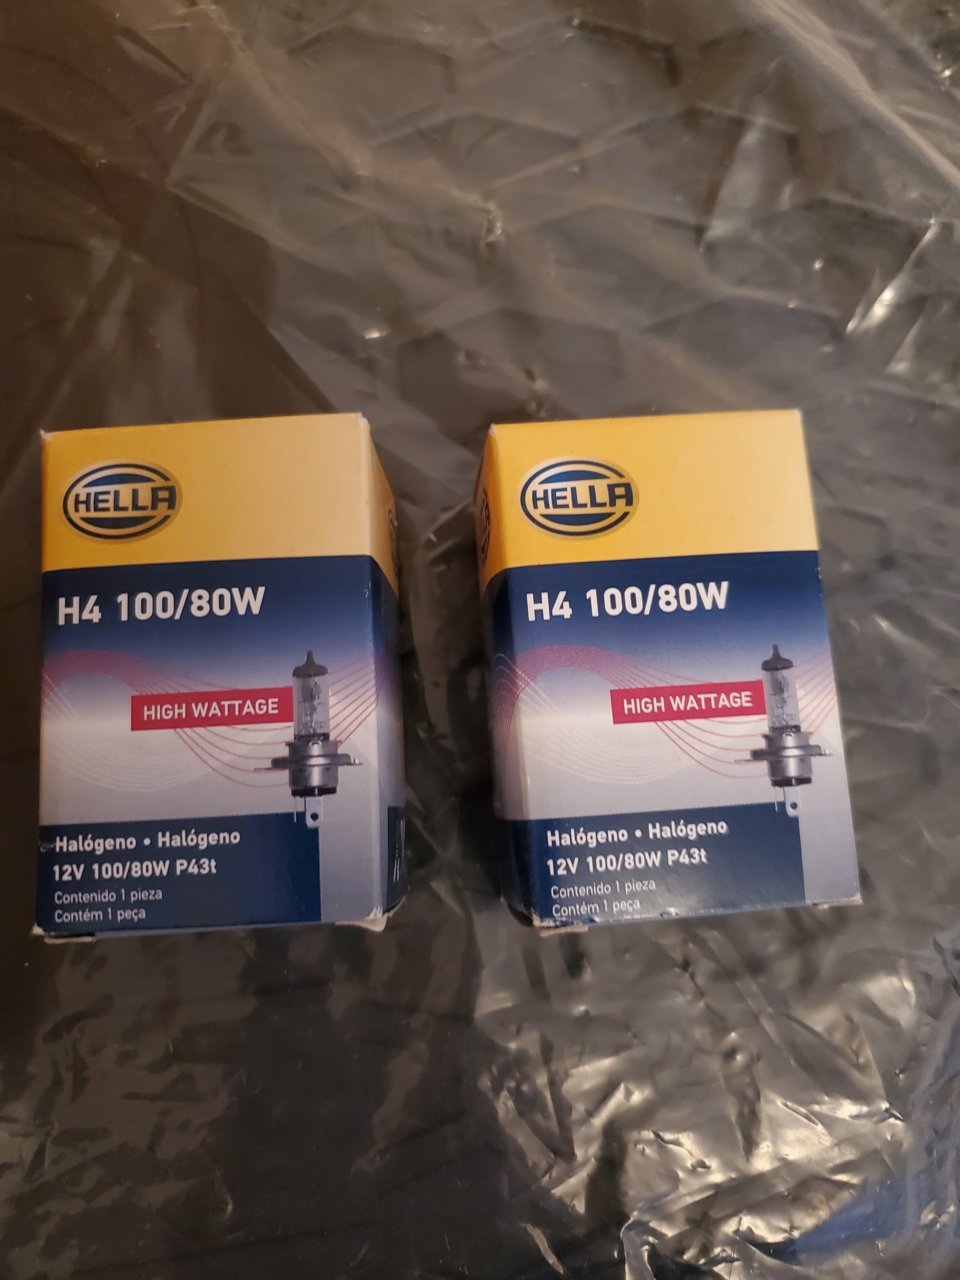 HELLA
H4 100/80W
HIGH WATTAGE
Halógeno • Halógeno
12V 100/80W P43t
Contenido 1 pieza
Contém 1 peça
HELLA
H4 100/80W
HIGH WATTAGE
Halógeno • Halógeno
12V 100/80W P43t
Contenido 1 pieza
Contém 1 peça